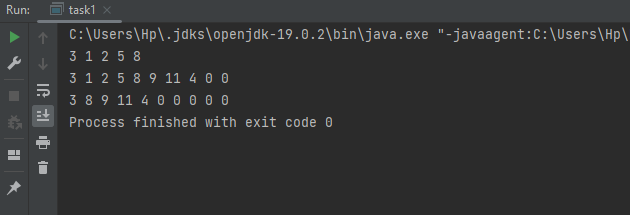 Run: task1
C:\Users\Hp\.jdks\openjdk-19.0.2\bin\java.exe "-javaagent:C:\Users\Hp\
3 1 2 5 8
3 1 2 5 8 9 11 4 0 0
3 8 9 11 4 0 0 0 0 0
Process finished with exit code 0